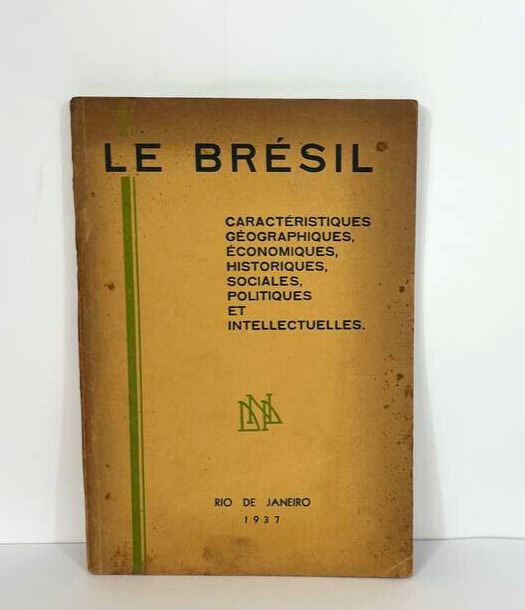 LE BRÉSIL
CARACTÉRISTIQUES
GÉOGRAPHIQUES,
ÉCONOMIQUES,
HISTORIQUES,
SOCIALES,
POLITIQUES
ET
INTELLECTUELLES.
RIO DE JANEIRO
1937